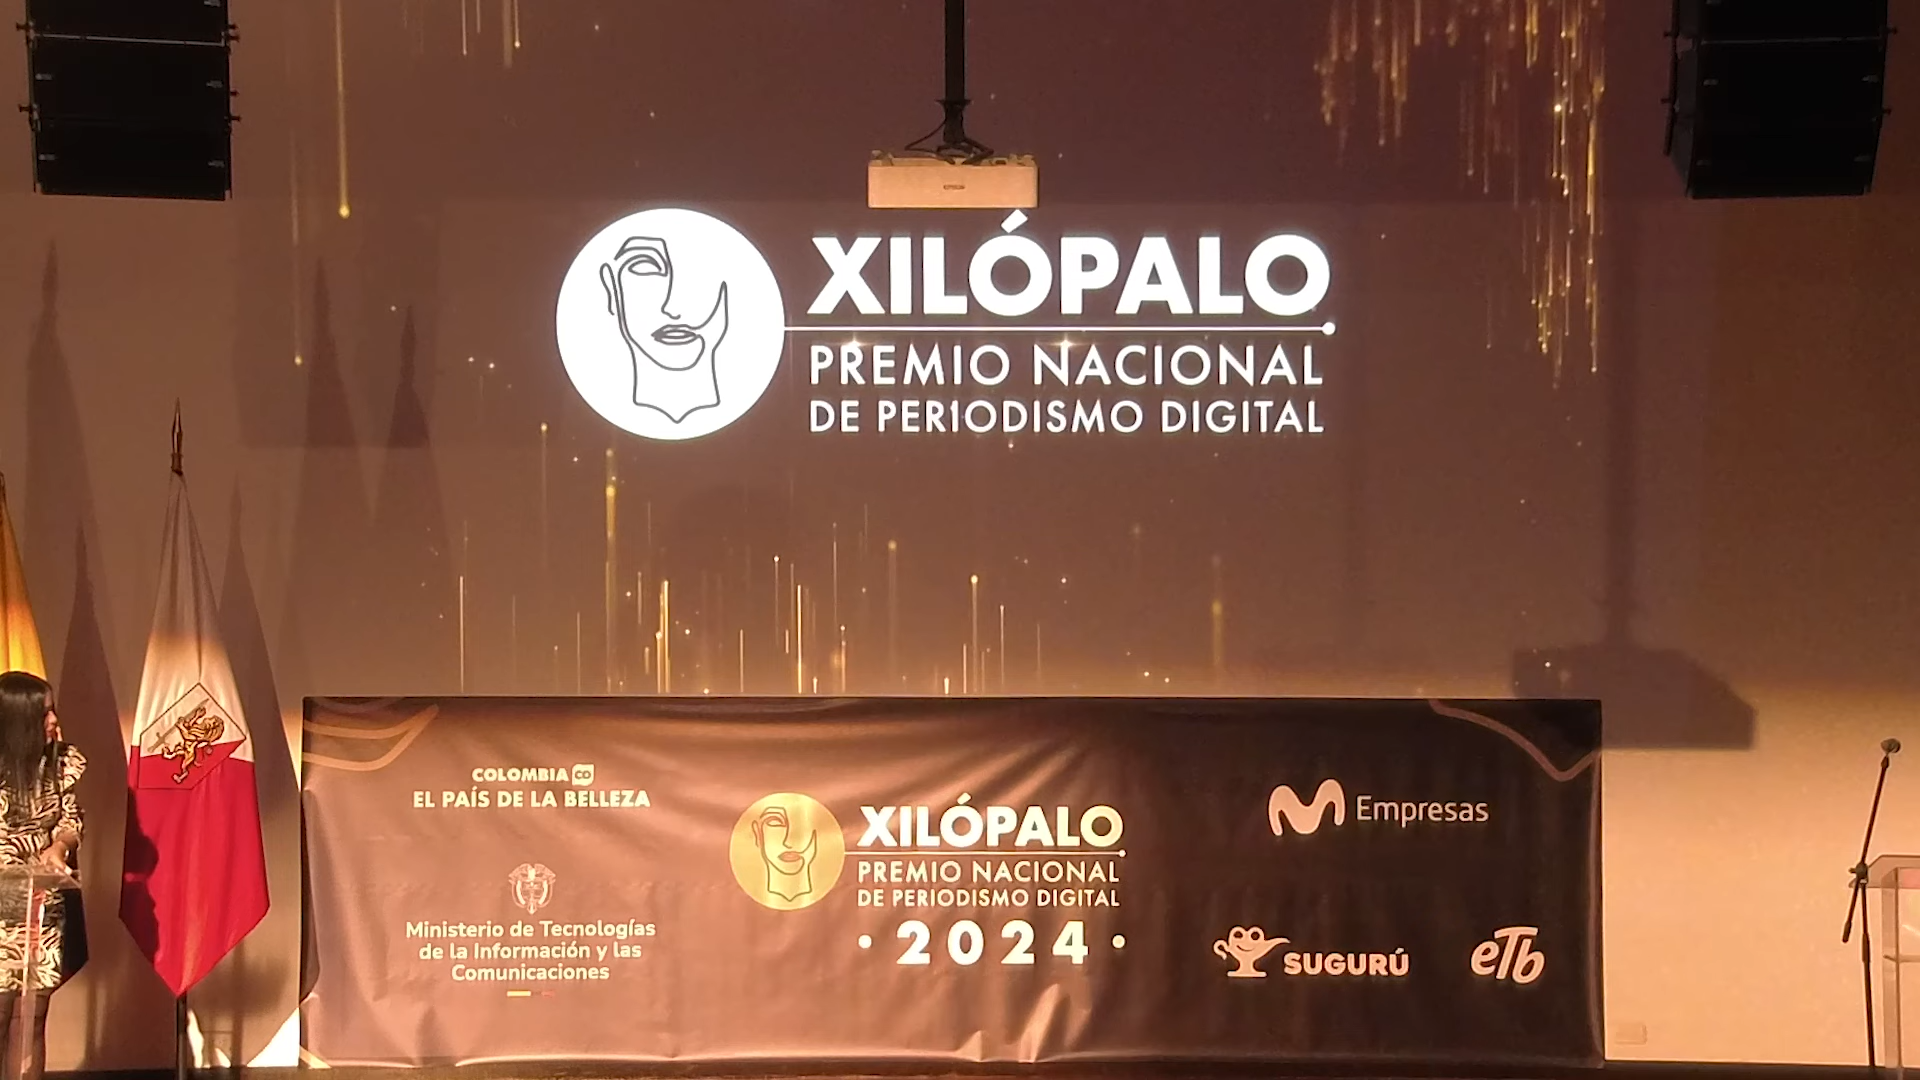 XILÓPALO
PREMIO NACIONAL
DE PERIODISMO DIGITAL
COLOMBIA CO
EL PAÍS DE LA BELLEZA
Ministerio de Tecnologías
de la Información y las
Comunicaciones
XILÓPALO
PREMIO NACIONAL
DE PERIODISMO DIGITAL
· 2024 ·
Empresas
SUGURÚ
eTb